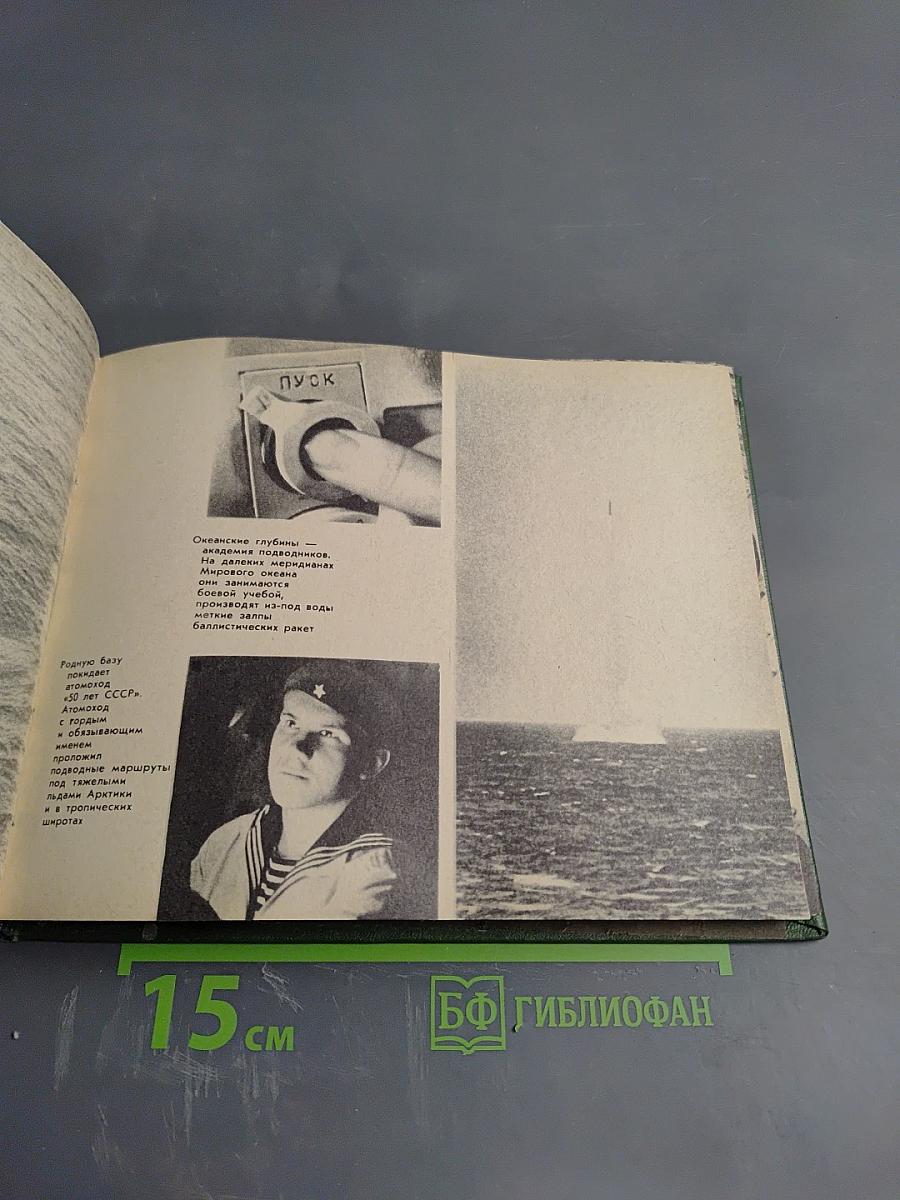 ПУСК
Океанские глубины —
академия подводников.
На далеких меридианах
Мирового океана
они занимаются
боевой учебой,
производят из-под воды
меткие залпы
баллистических ракет
Родную базу
покидает
атомоход
«50 лет СССР».
Атомоход
с гордым
и обязывающим
именем
проложил
подводные маршруты
под тяжелыми
льдами Арктики
и в тропических
широтах
15 см
БФ ГИБЛИОФАН